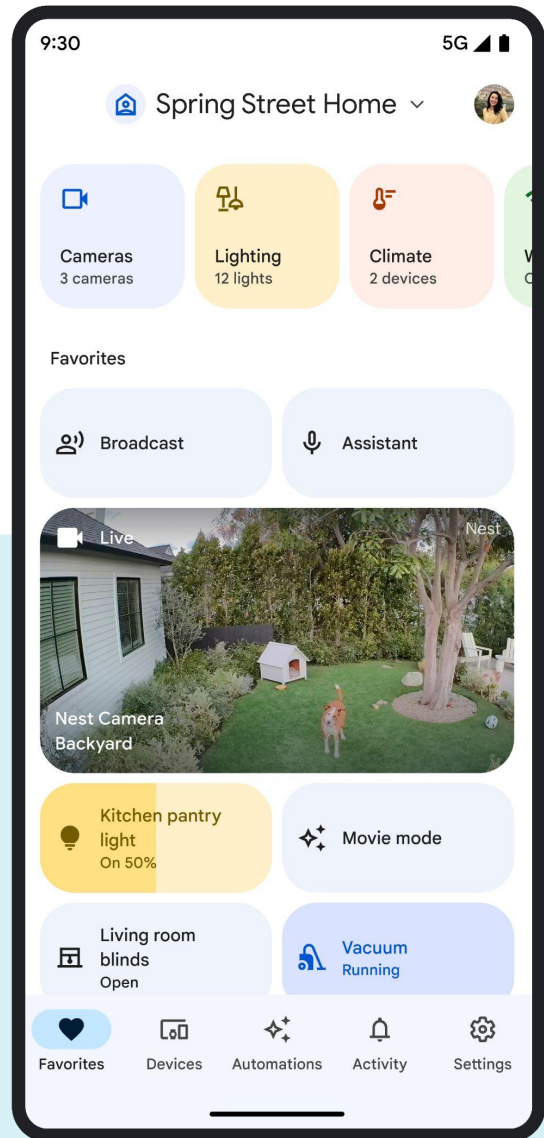 9:30
5G
Spring Street Home
Cameras
3 cameras
Lighting
12 lights
Climate
2 devices
Favorites
Broadcast
Assistant
Live
Nest
Nest Camera
Backyard
Kitchen pantry
light
On 50%
Movie mode
Living room
blinds
Open
Vacuum
Running
Favorites
Devices
Automations
Activity
Settings